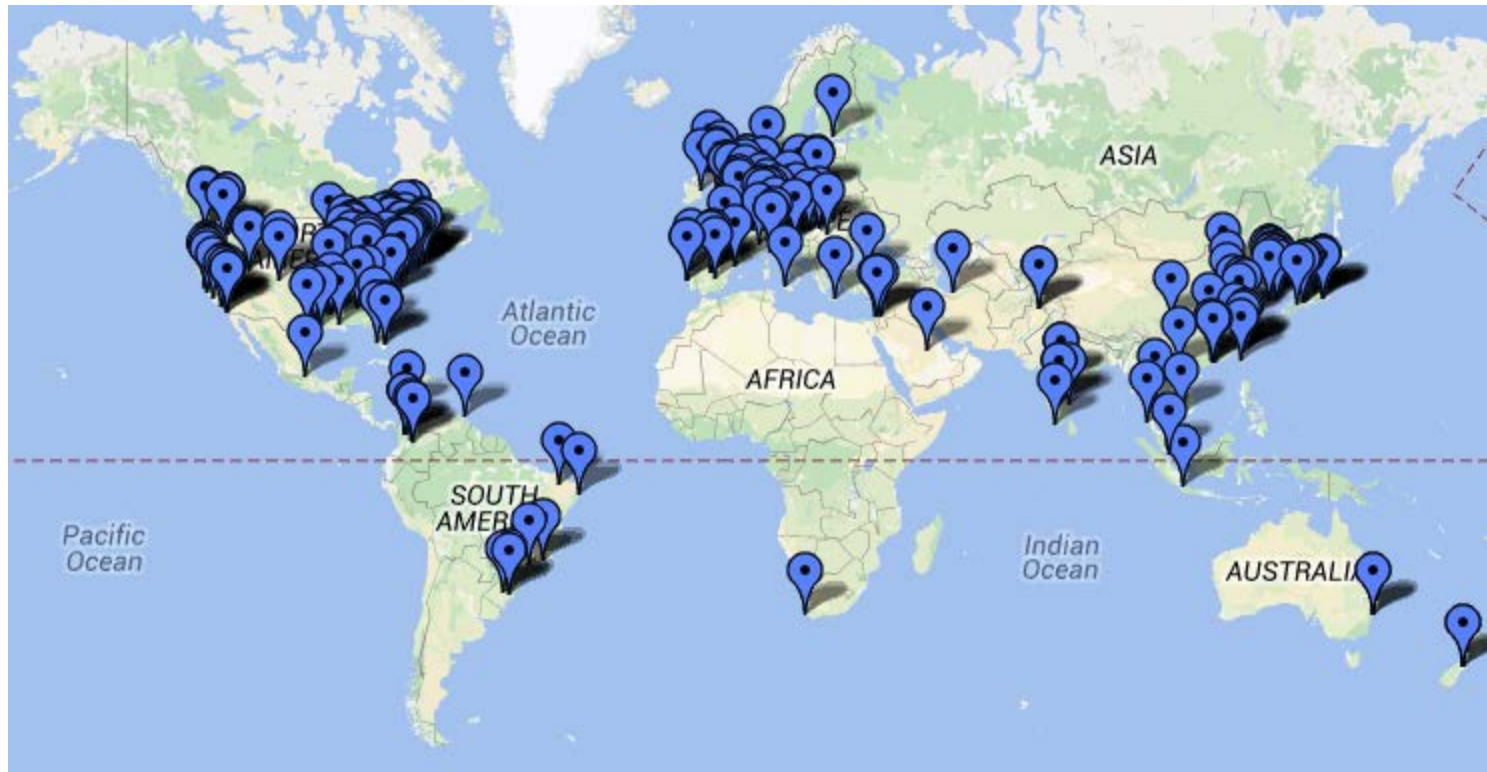 ASIA
Atlantic
Ocean
AFRICA
SOUTH
AMER
Pacific
Ocean
Indian
Ocean
AUSTRALI